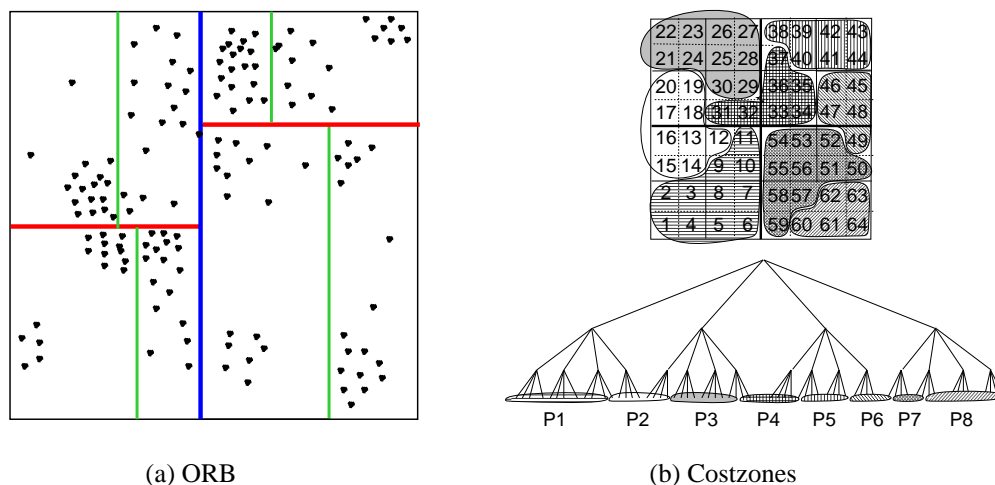 22 23 26 27 38 39 42 43
21 24 25 28 37 40 41 44
20 19 30 29 36 35 46 45
17 18 31 32 33 34 47 48
16 13 12 11 54 53 52 49
15 14 9 10 55 56 51 50
2 3 8 7 58 57 62 63
1 4 5 6 59 60 61 64
P1 P2 P3 P4 P5 P6 P7 P8
(a) ORB
(b) Costzones